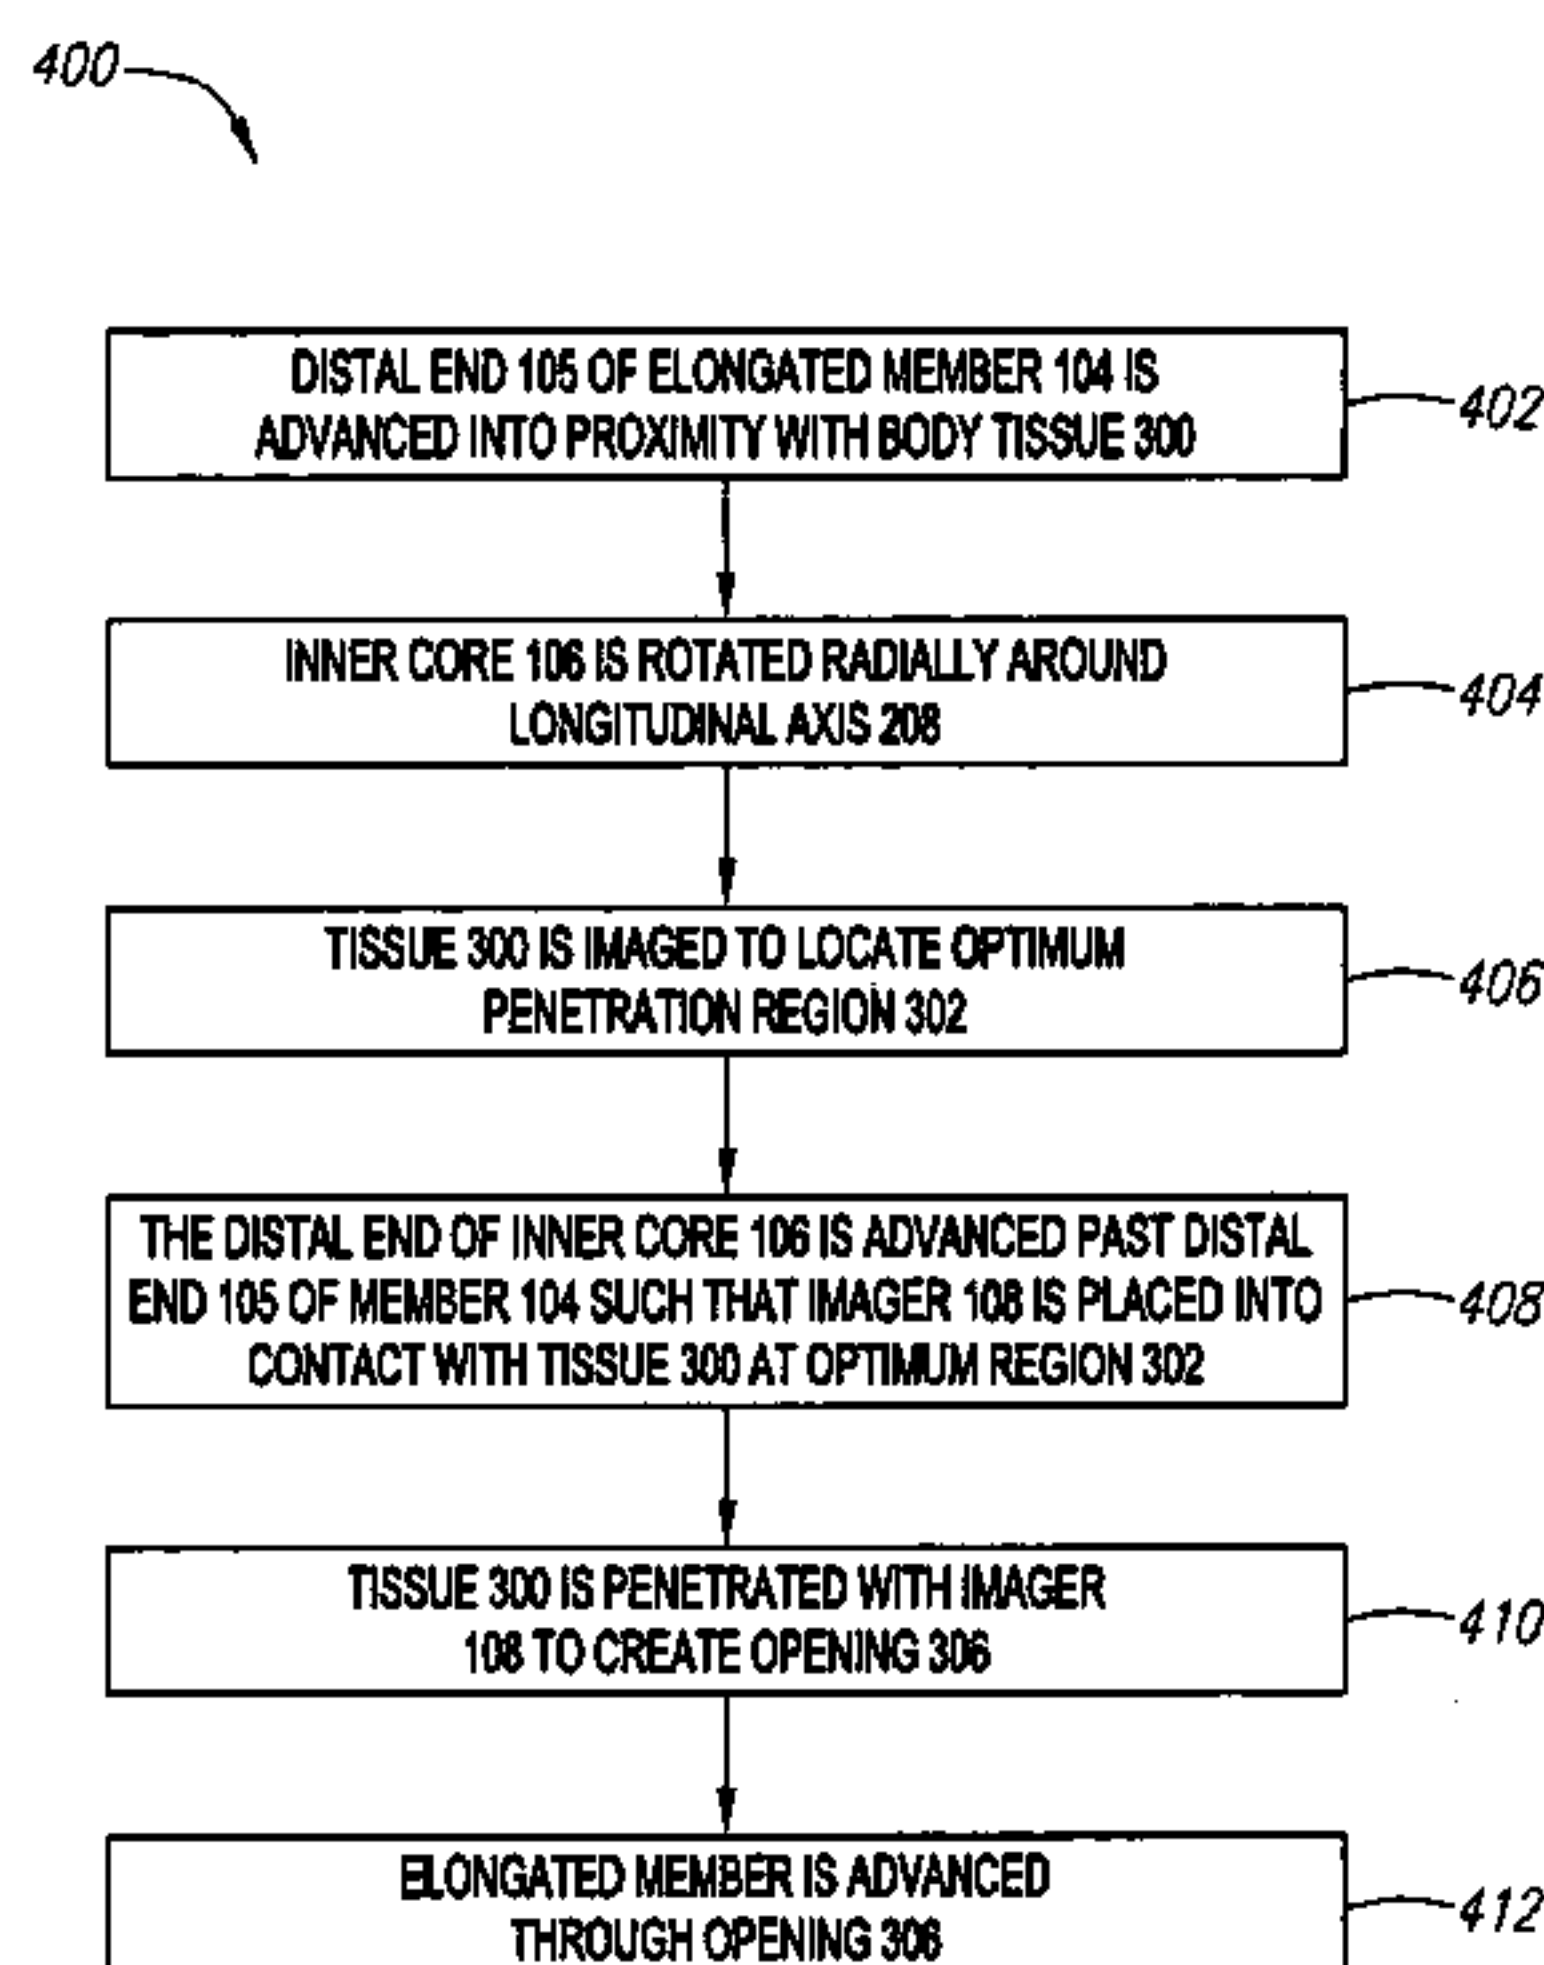 400
DISTAL END 105 OF ELONGATED MEMBER 104 IS
ADVANCED INTO PROXIMITY WITH BODY TISSUE 300
402
INNER CORE 106 IS ROTATED RADIALLY AROUND
LONGITUDINAL AXIS 208
404
TISSUE 300 IS IMAGED TO LOCATE OPTIMUM
PENETRATION REGION 302
406
THE DISTAL END OF INNER CORE 106 IS ADVANCED PAST DISTAL
END 105 OF MEMBER 104 SUCH THAT IMAGER 108 IS PLACED INTO
CONTACT WITH TISSUE 300 AT OPTIMUM REGION 302
408
TISSUE 300 IS PENETRATED WITH IMAGER
108 TO CREATE OPENING 306
410
ELONGATED MEMBER IS ADVANCED
THROUGH OPENING 306
412